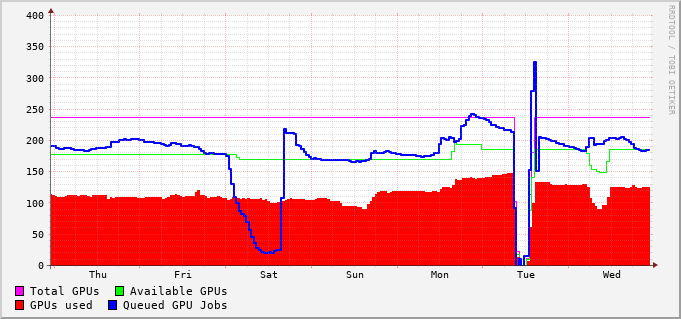 400
350
300
250
200
150
100
50
0
Thu Fri Sat Sun Mon Tue Wed
RRDTOOL / TOBI OETIKER
Total GPUs Available GPUs
GPUs used Queued GPU Jobs